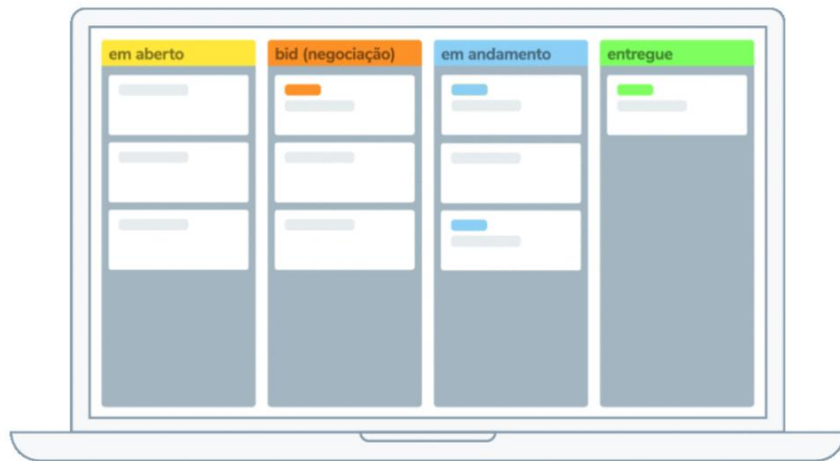 em aberto
bid (negociação)
em andamento
entregue